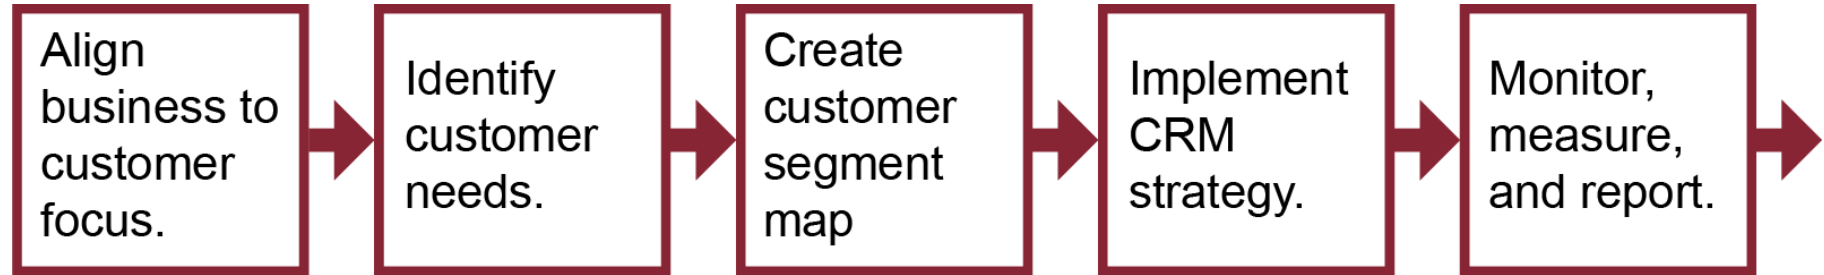 Align
business to
customer
focus.
Identify
customer
needs.
Create
customer
segment
map
Implement
CRM
strategy.
Monitor,
measure,
and report.